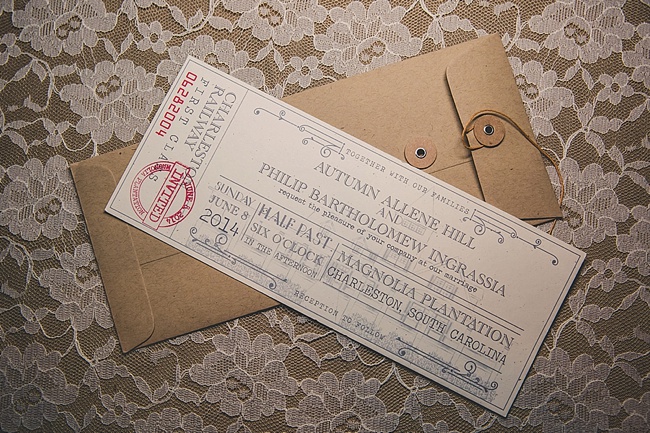 06282004
CHARLESTON
RAILWAY
FIRST CLA
INVITED
TOGETHER WITH OUR FAMILIES
AUTUMN ALLENE HILL
AND
PHILIP BARTHOLOMEW INGRASSIA
request the pleasure of your company at our marriage
SUNDAY
JUNE 8
2014
HALF PAST
SIX O'CLOCK
IN THE AFTERNOON
MAGNOLIA PLANTATION
CHARLESTON, SOUTH CAROLINA
RECEPTION TO FOLLOW